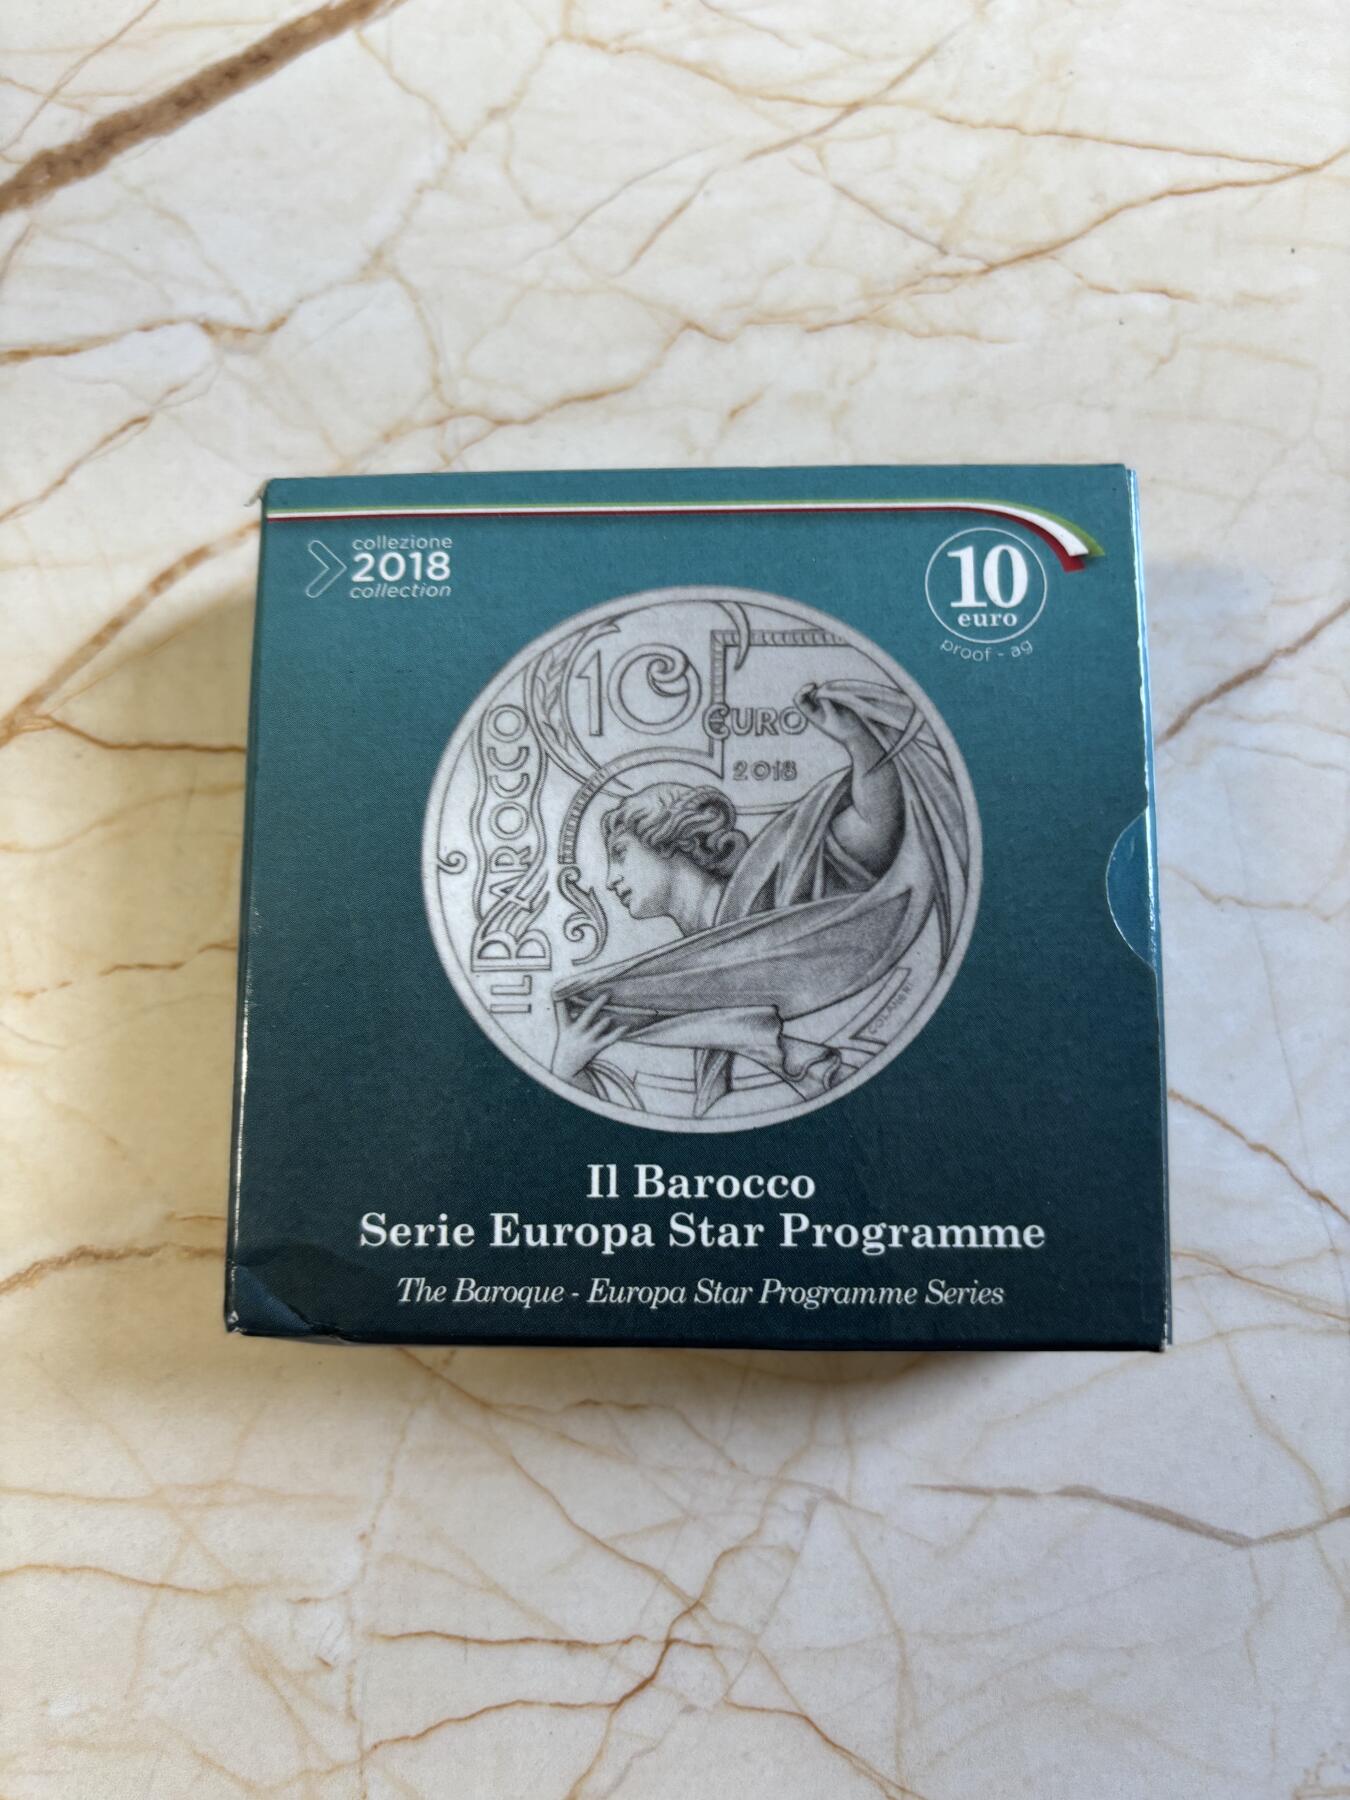 collezione
2018
collection
10
euro
proof - ag
10
EURO
2018
IL BAROCCO
COLANERI
Il Barocco
Serie Europa Star Programme
The Baroque - Europa Star Programme Series